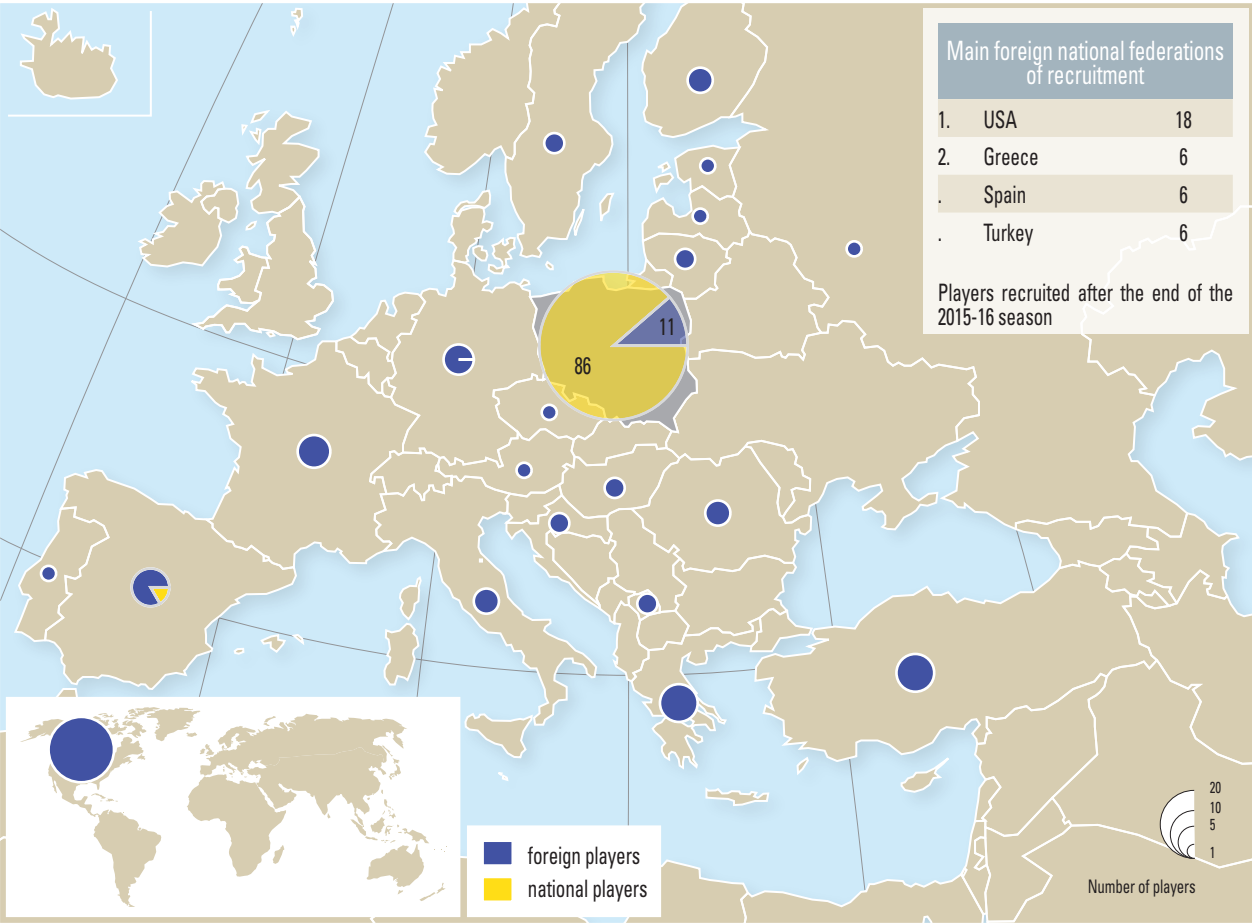 Main foreign national federations
of recruitment
1. USA 18
2. Greece 6
. Spain 6
. Turkey 6
Players recruited after the end of the
2015-16 season
11
86
20
10
5
1
Number of players
foreign players
national players